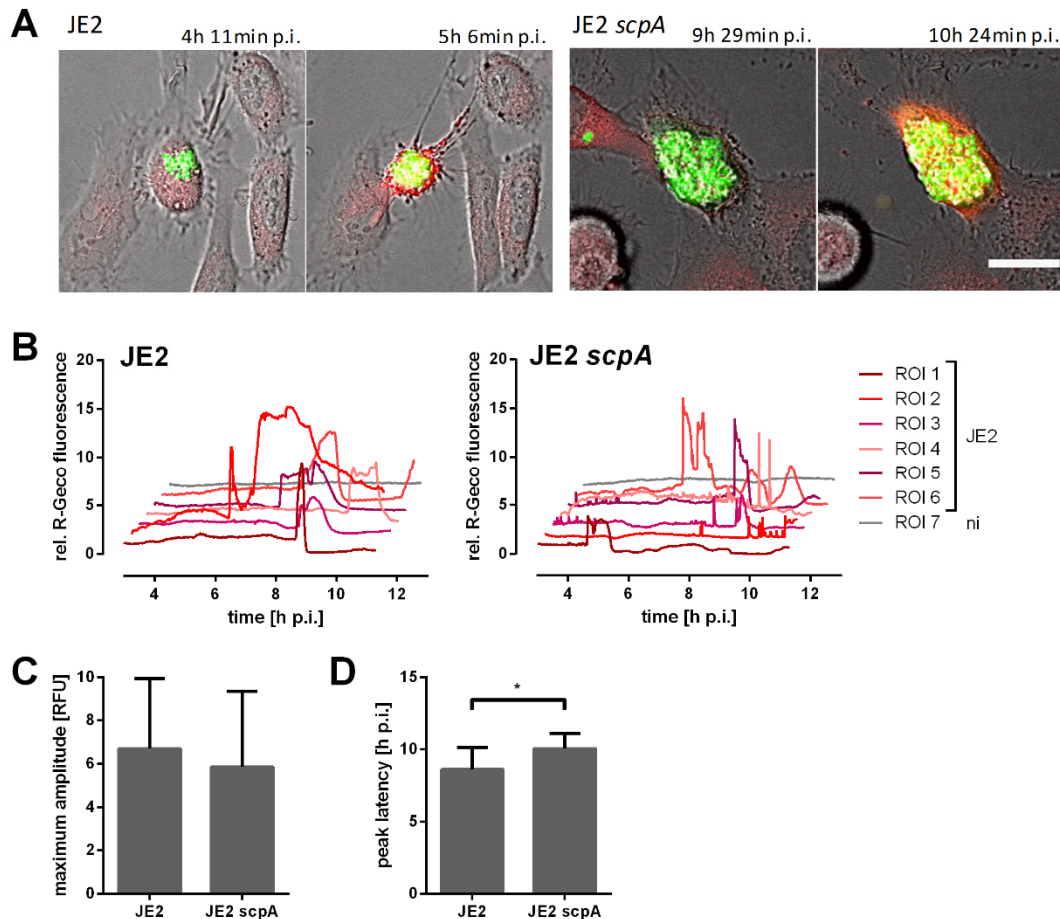 A
JE2
4h 11min p.i.
5h 6min p.i.
JE2 scpA
9h 29min p.i.
10h 24min p.i.
B
JE2
rel. R-Geco fluorescence
20
15
10
5
0
4 6 8 10 12
time [h p.i.]
JE2 scpA
rel. R-Geco fluorescence
20
15
10
5
0
4 6 8 10 12
time [h p.i.]
ROI 1
ROI 2
ROI 3
ROI 4
ROI 5
ROI 6
JE2
ROI 7 ni
C
maximum amplitude [RFU]
10
8
6
4
2
0
JE2 JE2 scpA
D
peak latency [h p.i.]
15
10
5
0
*
JE2 JE2 scpA